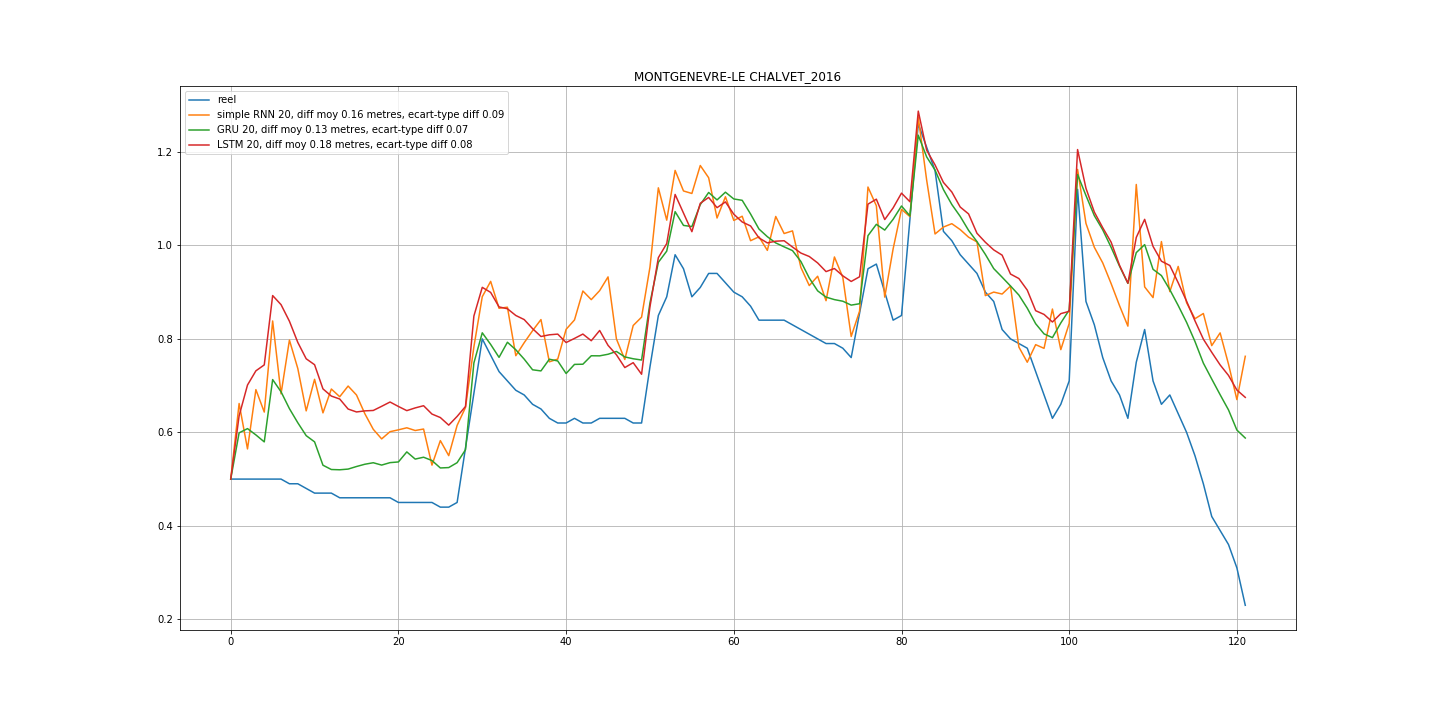 MONTGENEVRE-LE CHALVET_2016
reel
simple RNN 20, diff moy 0.16 metres, ecart-type diff 0.09
GRU 20, diff moy 0.13 metres, ecart-type diff 0.07
LSTM 20, diff moy 0.18 metres, ecart-type diff 0.08
1.2
1.0
0.8
0.6
0.4
0.2
0 20 40 60 80 100 120